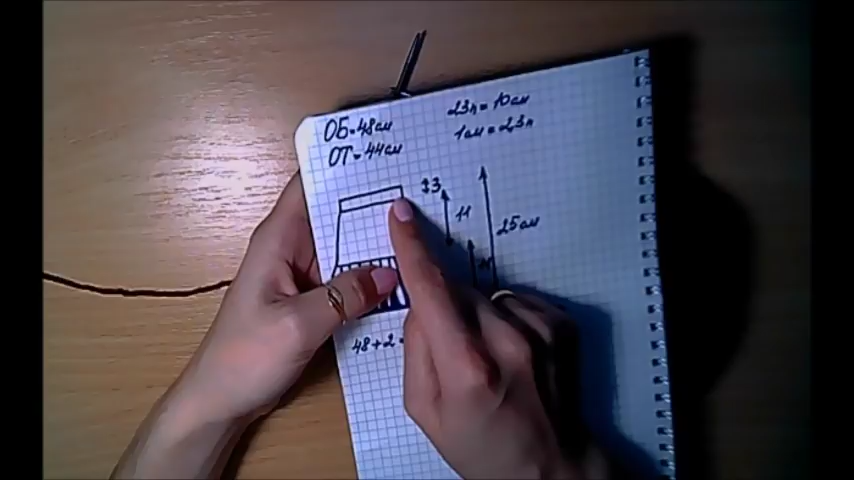 ОБ=48см
ОТ=44см
23п=10см
1см=2.3п
33
11
25см
48+2=